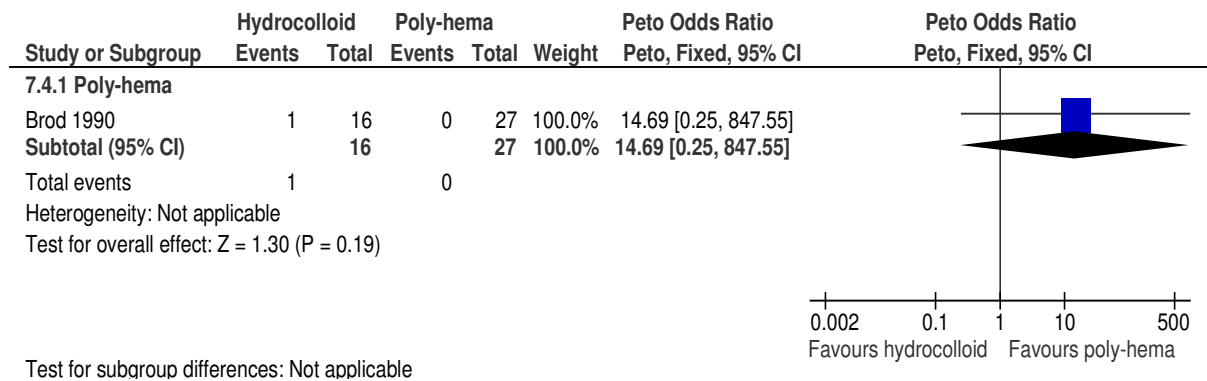 Hydrocolloid Poly-hema Peto Odds Ratio Peto Odds Ratio
Study or Subgroup Events Total Events Total Weight Peto, Fixed, 95% CI Peto, Fixed, 95% CI
7.4.1 Poly-hema
Brod 1990 1 16 0 27 100.0% 14.69 [0.25, 847.55]
Subtotal (95% CI) 16 27 100.0% 14.69 [0.25, 847.55]
Total events 1 0
Heterogeneity: Not applicable
Test for overall effect: Z = 1.30 (P = 0.19)
0.002 0.1 1 10 500
Favours hydrocolloid Favours poly-hema
Test for subgroup differences: Not applicable